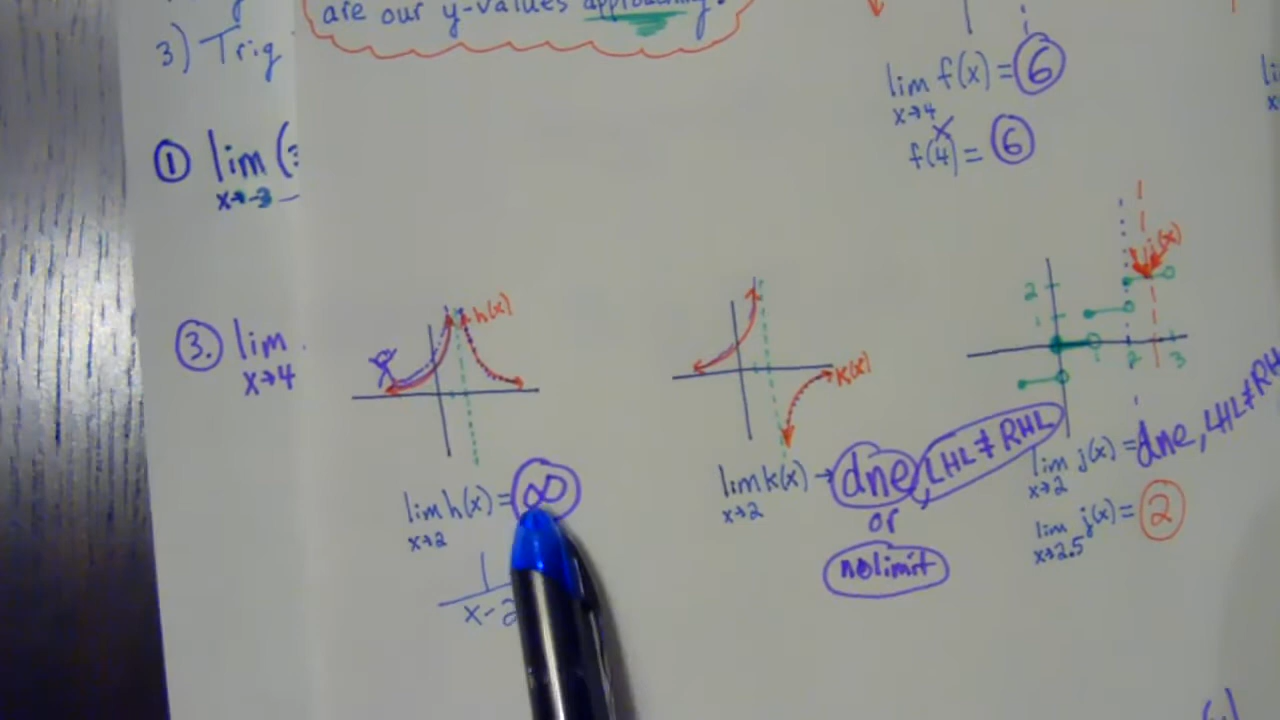 are our y-values approaching?
3) Trig
lim f(x) = 6
x→4
f(4) = 6
① lim (
x→-3
③. lim
x→4
h(x)
k(x)
j(x)
2
1
1
2
3
lim h(x) = ∞
x→2
1
x-2
lim k(x) → dne, LHL ≠ RHL
x→2
or
no limit
lim j(x) = dne, LHL ≠ RH
x→2
lim j(x) = 2
x→2.5